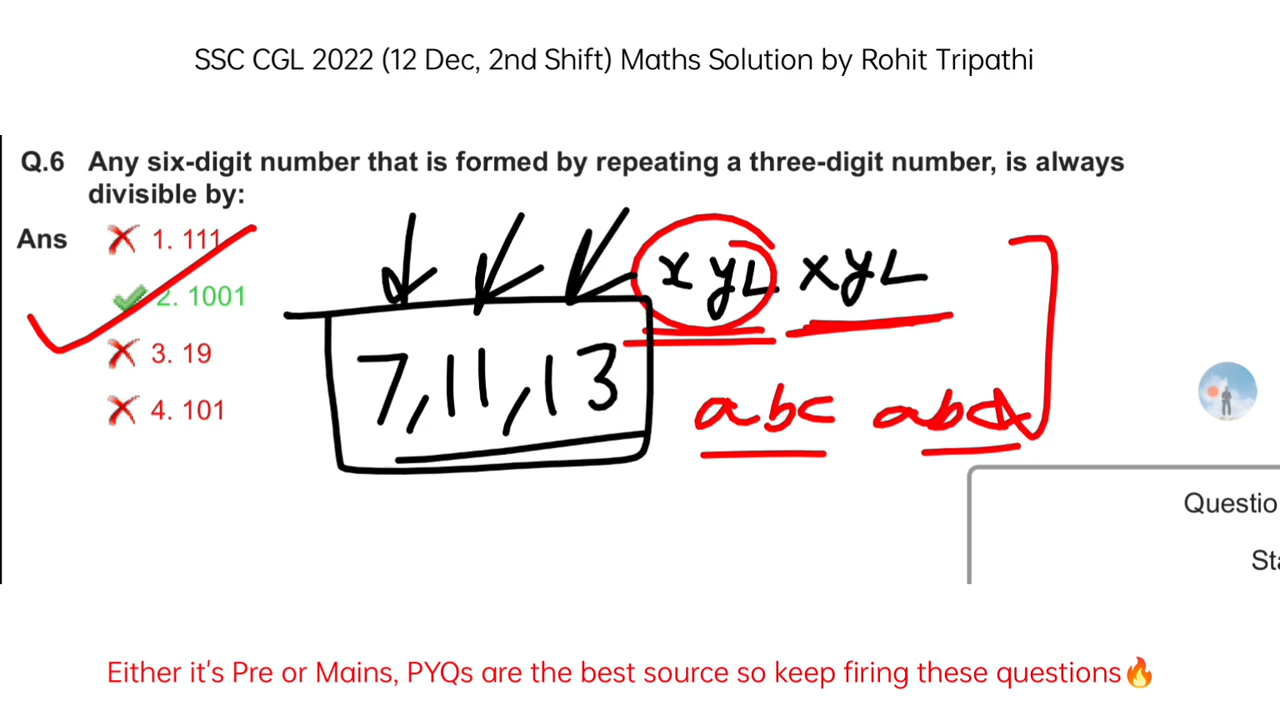 SSC CGL 2022 (12 Dec, 2nd Shift) Maths Solution by Rohit Tripathi
Q.6 Any six-digit number that is formed by repeating a three-digit number, is always
divisible by:
Ans 1. 111
2. 1001
3. 19
4. 101
xyz xyz
7, 11, 13
abc abc
Questio
Sta
Either it's Pre or Mains, PYQs are the best source so keep firing these questions🔥